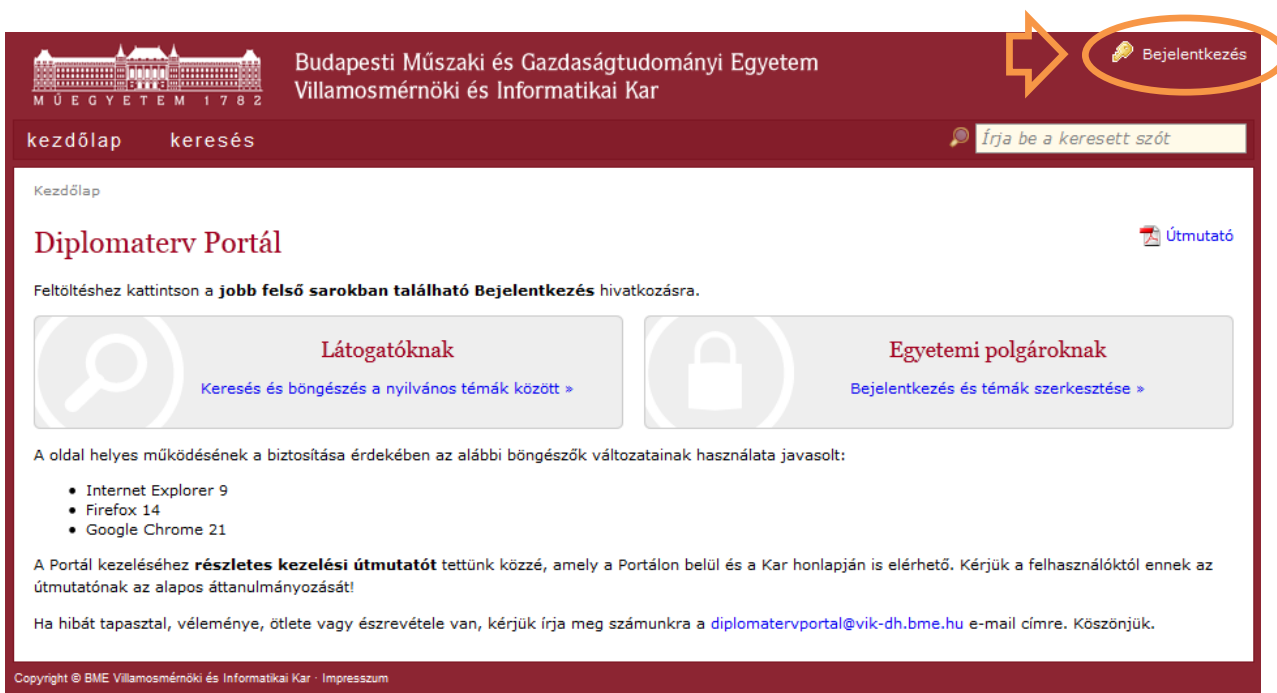 MŰEGYETEM 1782
Budapesti Műszaki és Gazdaságtudományi Egyetem
Villamosmérnöki és Informatikai Kar
Bejelentkezés
kezdőlap keresés
Írja be a keresett szót
Kezdőlap
Diplomaterv Portál
Útmutató
Feltöltéshez kattintson a jobb felső sarokban található Bejelentkezés hivatkozásra.
Látogatóknak
Keresés és böngészés a nyilvános témák között »
Egyetemi polgároknak
Bejelentkezés és témák szerkesztése »
A oldal helyes működésének a biztosítása érdekében az alábbi böngészők változatainak használata javasolt:
• Internet Explorer 9
• Firefox 14
• Google Chrome 21
A Portál kezeléséhez részletes kezelési útmutatót tettünk közzé, amely a Portálon belül és a Kar honlapján is elérhető. Kérjük a felhasználóktól ennek az
útmutatónak az alapos áttanulmányozását!
Ha hibát tapasztal, véleménye, ötlete vagy észrevétele van, kérjük írja meg számunkra a diplomatervportal@vik-dh.bme.hu e-mail címre. Köszönjük.
Copyright © BME Villamosmérnöki és Informatikai Kar · Impresszum